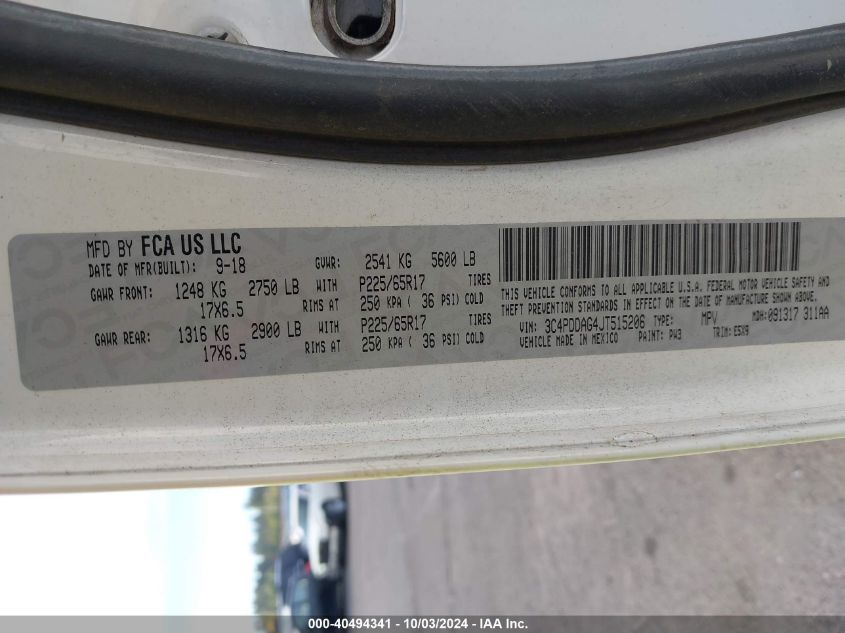 MFD BY FCA US LLC
DATE OF MFR(BUILT): 9-18 GVWR: 2541 KG 5600 LB
GAWR FRONT: 1248 KG 2750 LB WITH P225/65R17 TIRES
17X6.5 RIMS AT 250 KPA ( 36 PSI) COLD
GAWR REAR: 1316 KG 2900 LB WITH P225/65R17 TIRES
17X6.5 RIMS AT 250 KPA ( 36 PSI) COLD
THIS VEHICLE CONFORMS TO ALL APPLICABLE U.S.A. FEDERAL MOTOR VEHICLE SAFETY AND
THEFT PREVENTION STANDARDS IN EFFECT ON THE DATE OF MANUFACTURE SHOWN ABOVE.
VIN: 3C4PDDAG4JT515206 TYPE: MPV MDH: 091317 311AA
VEHICLE MADE IN MEXICO PAINT: PW3 TRIM: E5X9
000-40494341 - 10/03/2024 - IAA Inc.